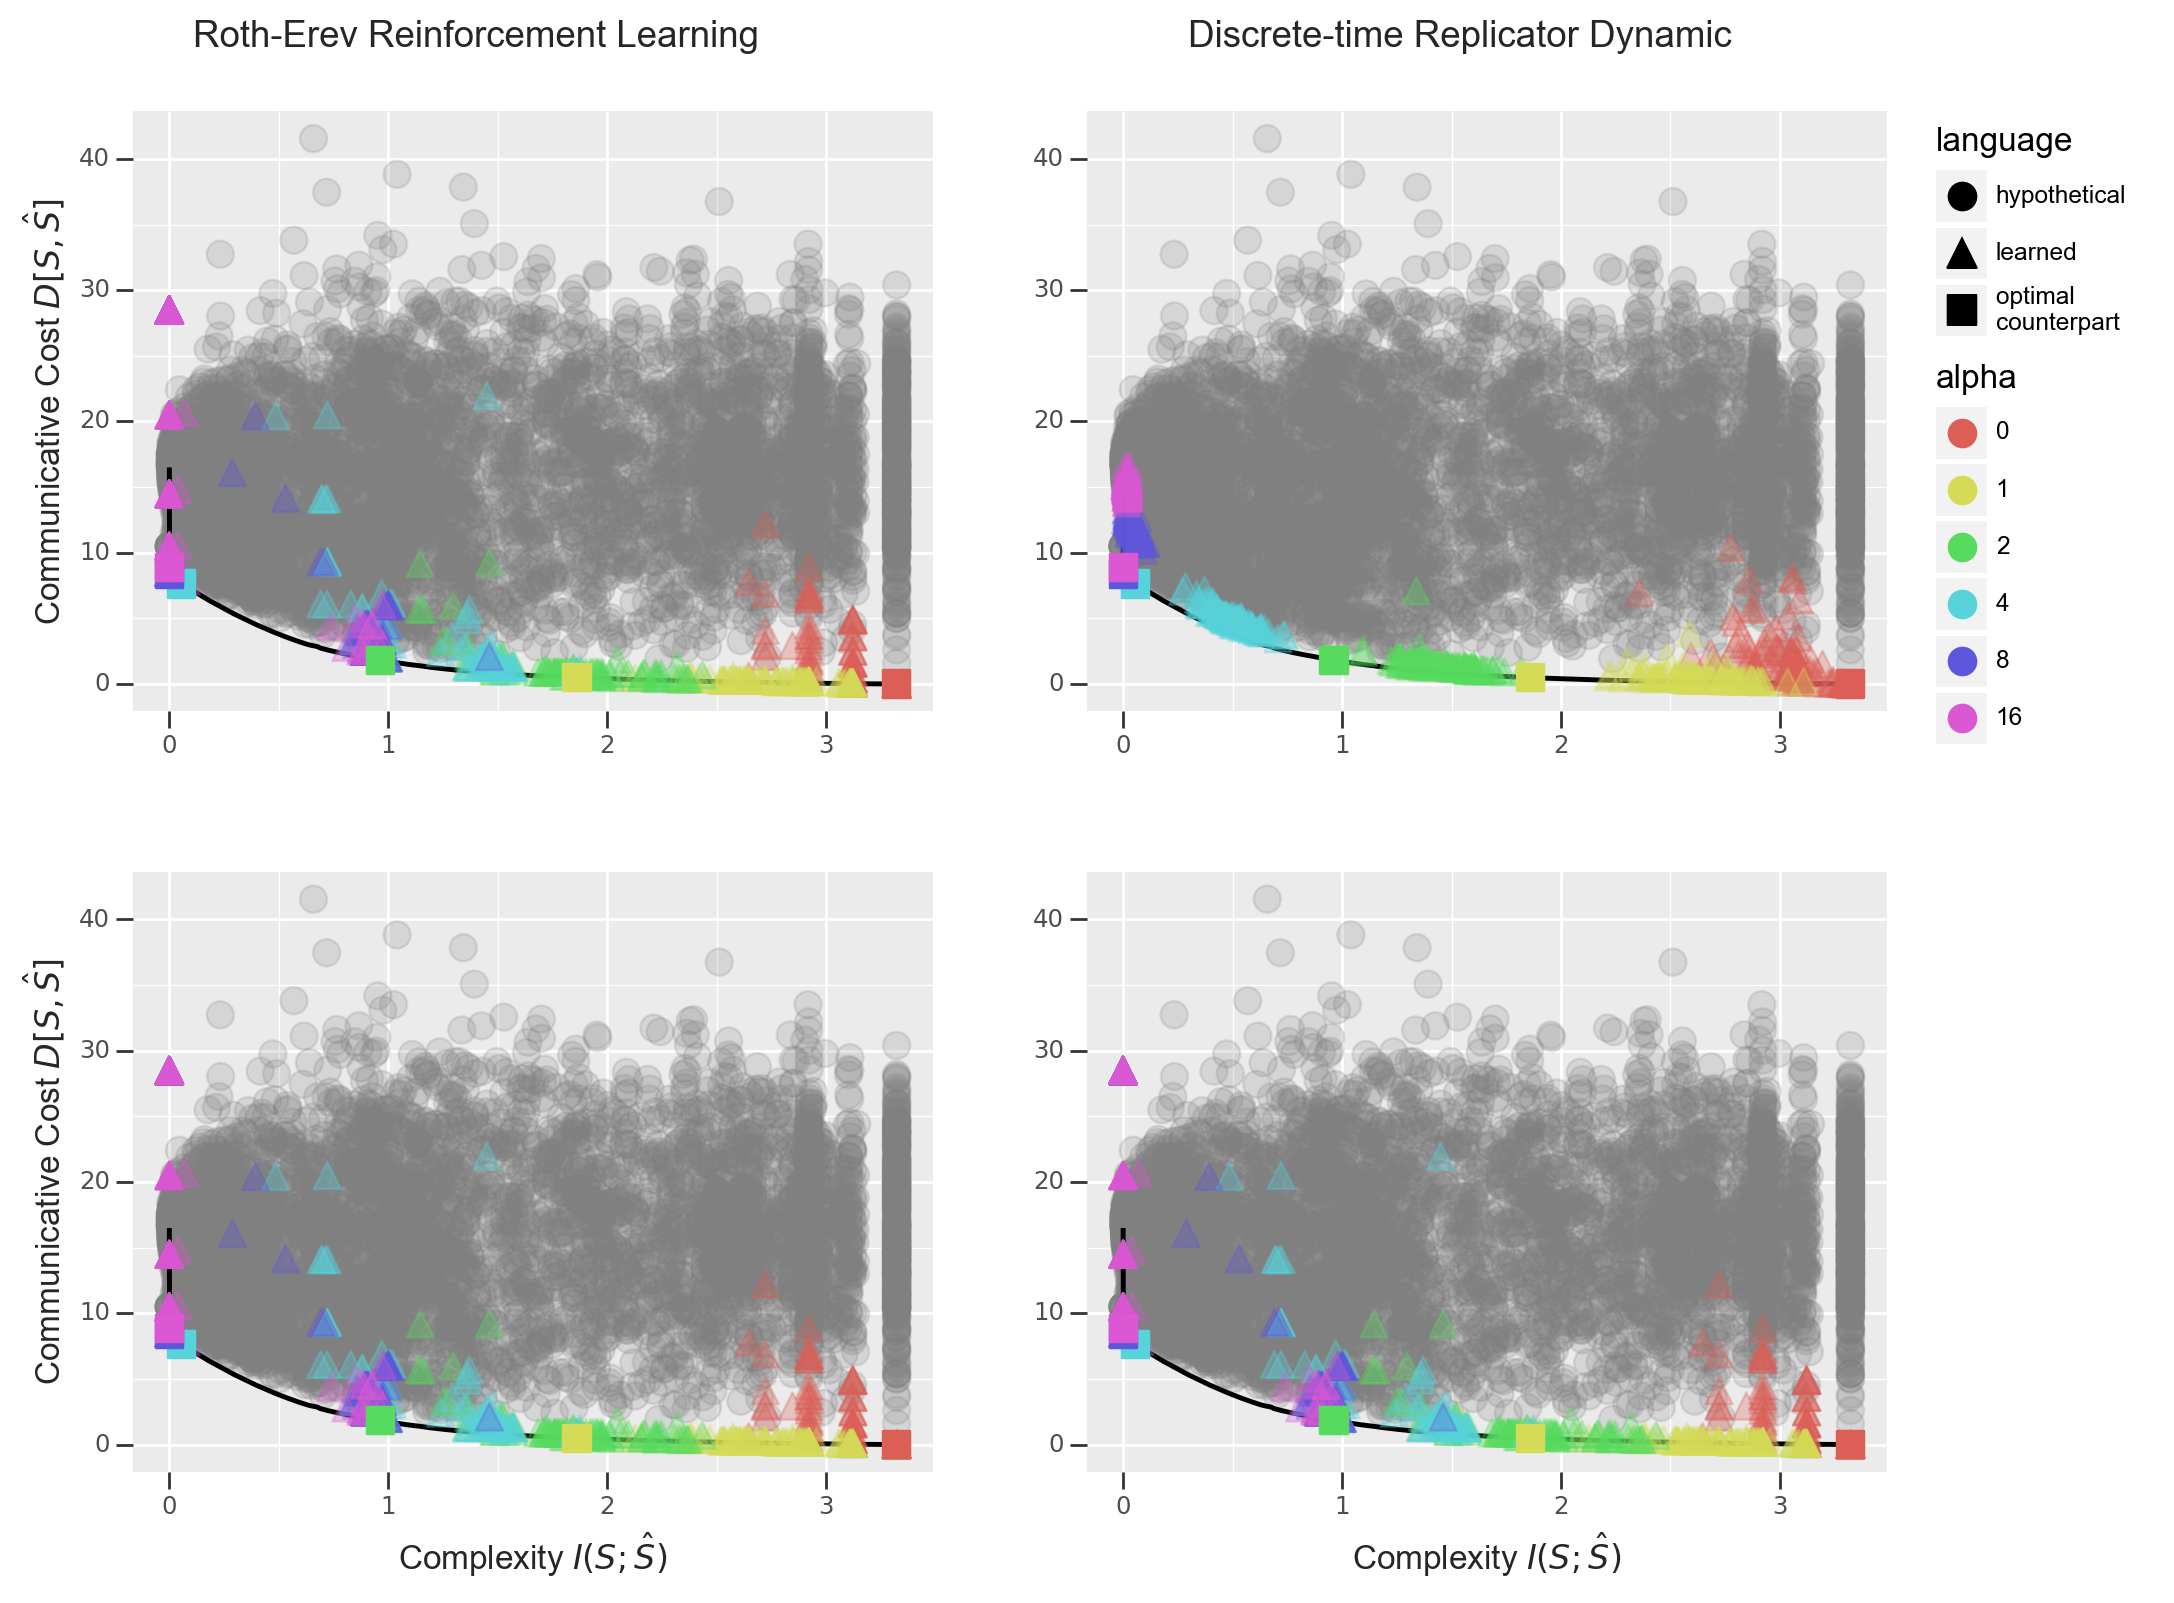 Roth-Erev Reinforcement Learning
Discrete-time Replicator Dynamic
Communicative Cost D[S, Ŝ]
40
30
20
10
0
0 1 2 3
40
30
20
10
0
0 1 2 3
language
hypothetical
learned
optimal
counterpart
alpha
0
1
2
4
8
16
Communicative Cost D[S, Ŝ]
40
30
20
10
0
0 1 2 3
Complexity I(S; Ŝ)
40
30
20
10
0
0 1 2 3
Complexity I(S; Ŝ)